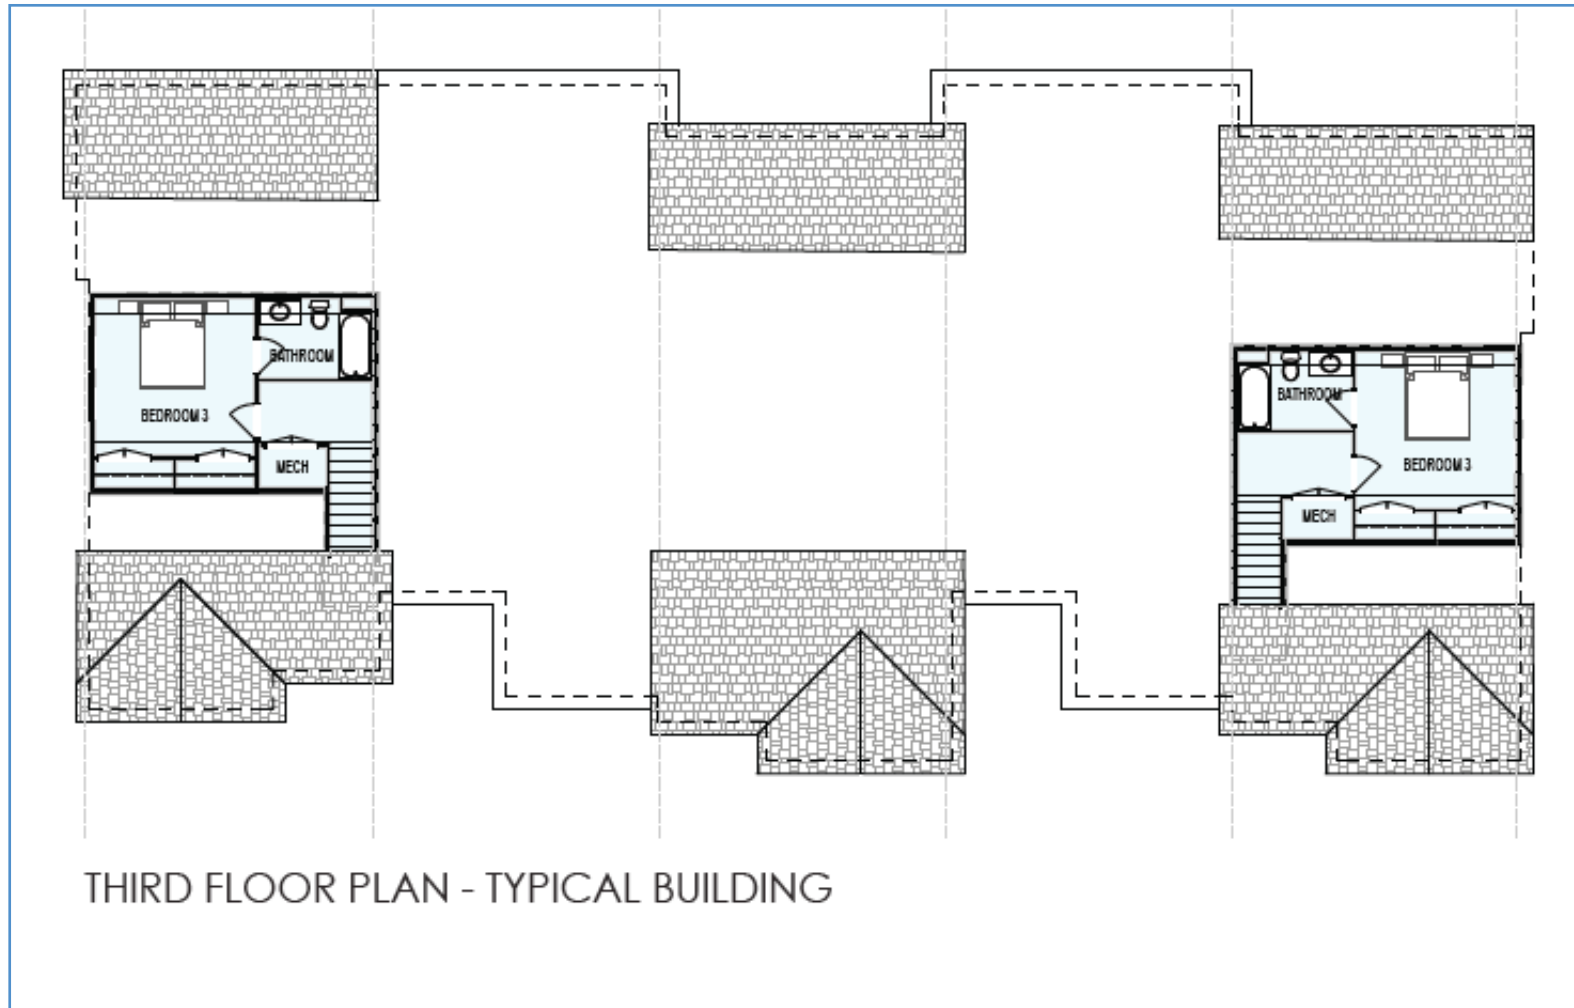 BATHROOM
BEDROOM 3
MECH
BATHROOM
BEDROOM 3
MECH
THIRD FLOOR PLAN - TYPICAL BUILDING